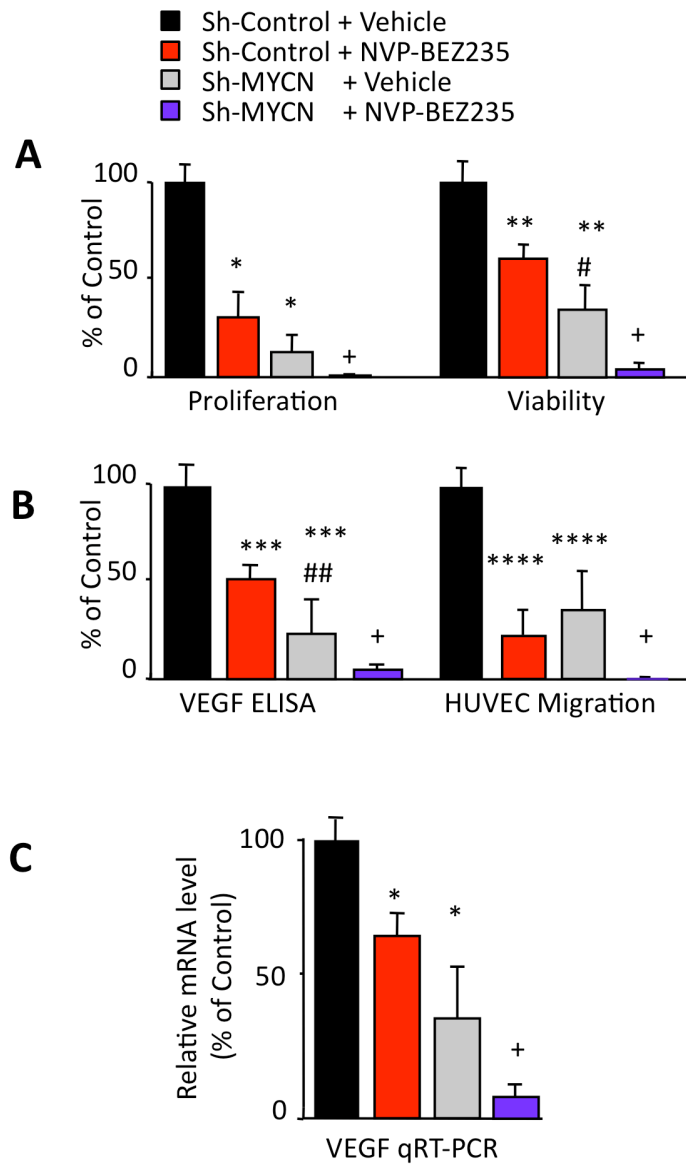 Sh-Control + Vehicle
Sh-Control + NVP-BEZ235
Sh-MYCN + Vehicle
Sh-MYCN + NVP-BEZ235
A
% of Control
100
50
0
* * +
** ** # +
Proliferation
Viability
B
% of Control
100
50
0
*** *** ## +
**** **** +
VEGF ELISA
HUVEC Migration
C
Relative mRNA level
(% of Control)
100
50
0
* * +
VEGF qRT-PCR